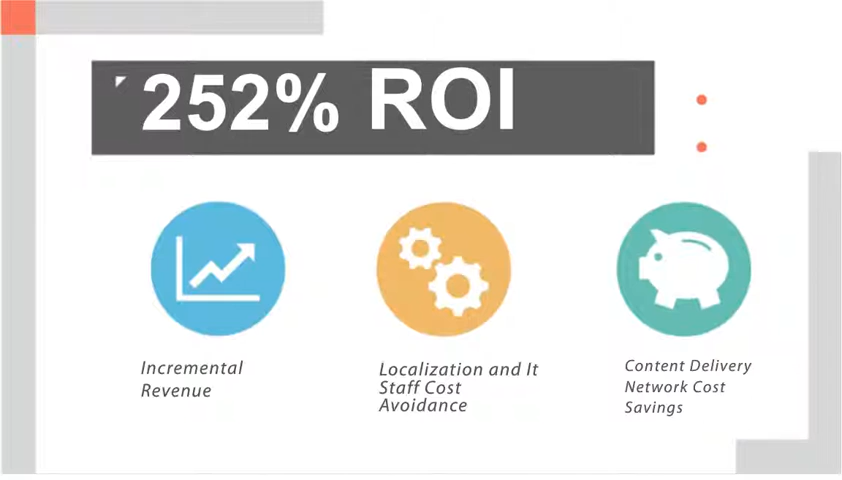 252% ROI
Incremental
Revenue
Localization and It
Staff Cost
Avoidance
Content Delivery
Network Cost
Savings